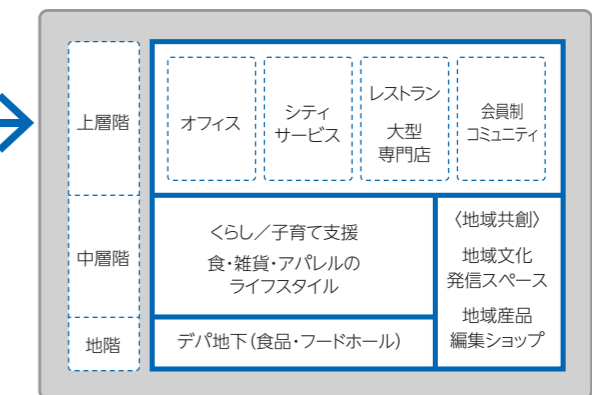 上層階
オフィス
シティ
サービス
レストラン
大型
専門店
会員制
コミュニティ
中層階
くらし／子育て支援
食・雑貨・アパレルの
ライフスタイル
〈地域共創〉
地域文化
発信スペース
地域産品
編集ショップ
地階
デパ地下（食品・フードホール）